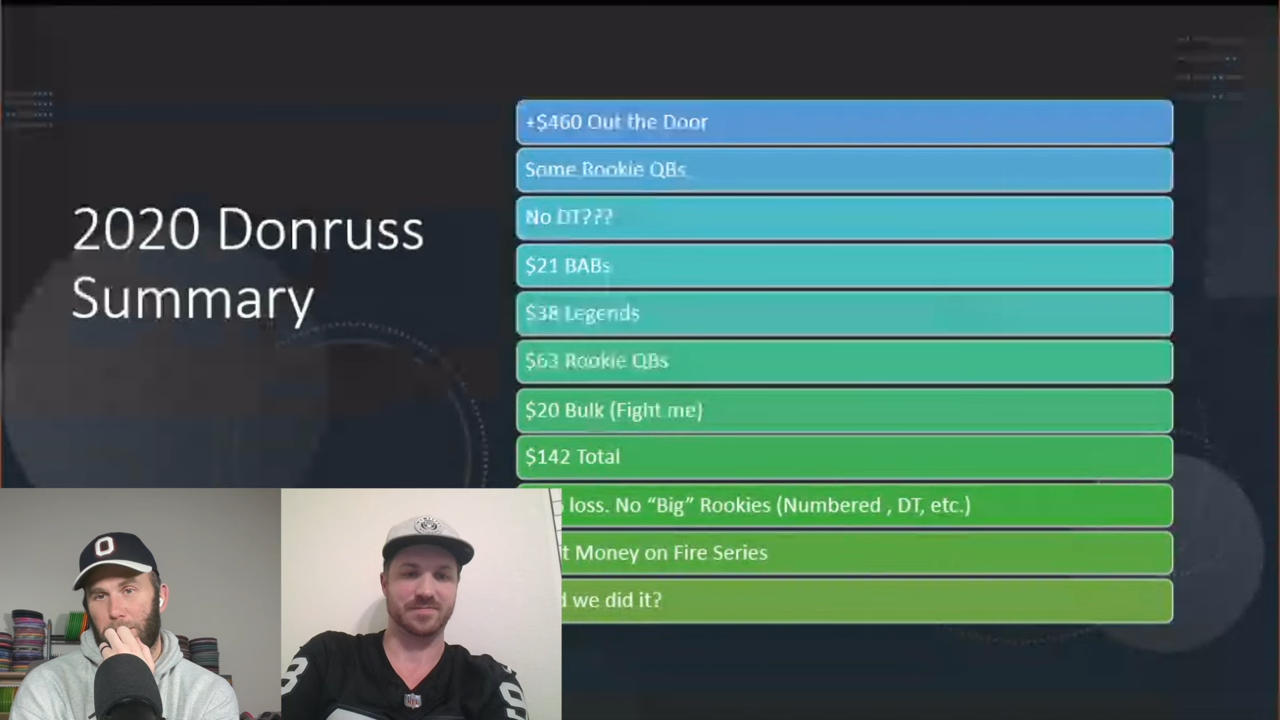 2020 Donruss
Summary
+$460 Out the Door
Some Rookie QBs
No DT???
$21 BABs
$38 Legends
$63 Rookie QBs
$20 Bulk (Fight me)
$142 Total
loss. No “Big” Rookies (Numbered , DT, etc.)
Money on Fire Series
we did it?
O